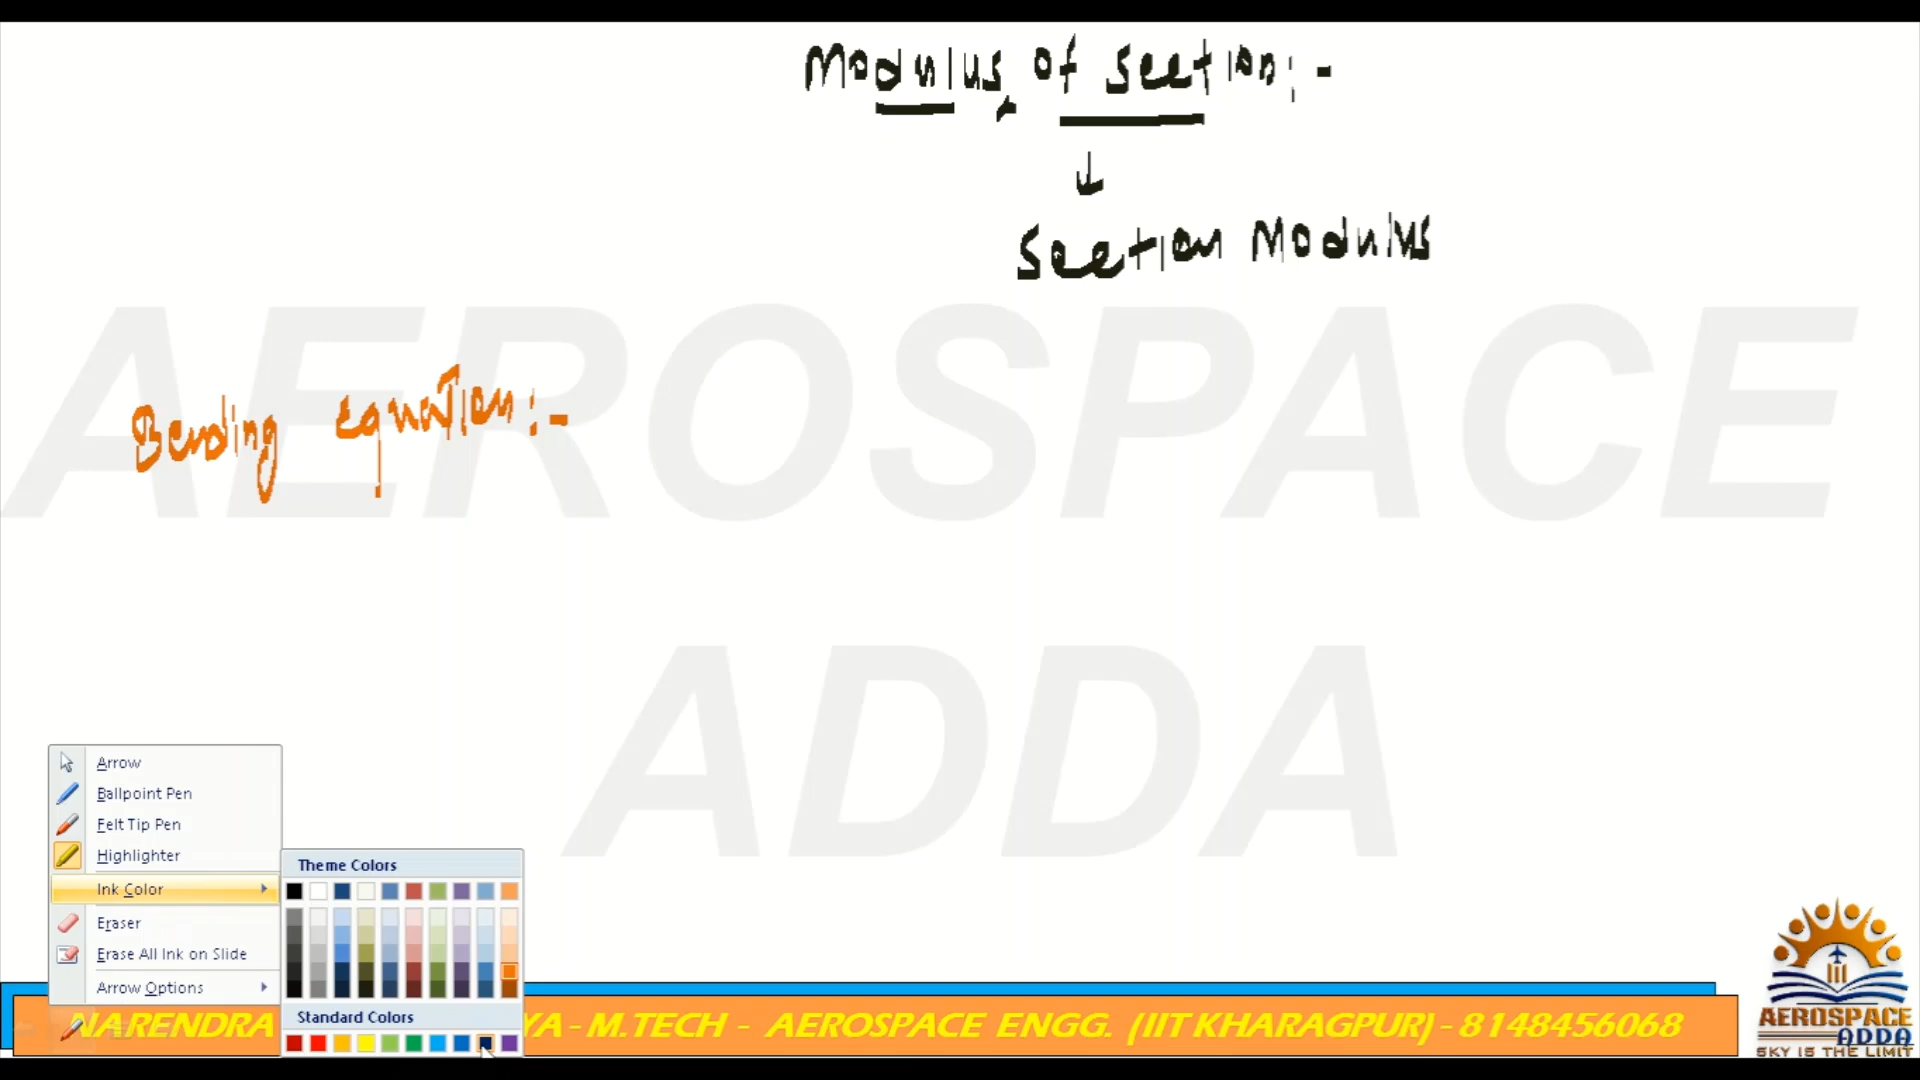 Modulus of Section:-
↓
Section Modulus
AEROSPACE
Bending equation:-
ADDA
Arrow
Ballpoint Pen
Felt Tip Pen
Highlighter
Ink Color
Eraser
Erase All Ink on Slide
Arrow Options
Theme Colors
Standard Colors
NARENDRA YA - M.TECH - AEROSPACE ENGG. (IIT KHARAGPUR) - 8148456068
AEROSPACE
ADDA
SKY IS THE LIMIT